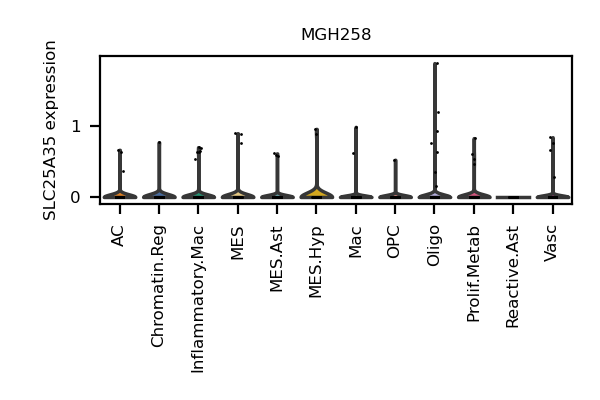 MGH258
SLC25A35 expression
1
0
AC
Chromatin.Reg
Inflammatory.Mac
MES
MES.Ast
MES.Hyp
Mac
OPC
Oligo
Prolif.Metab
Reactive.Ast
Vasc